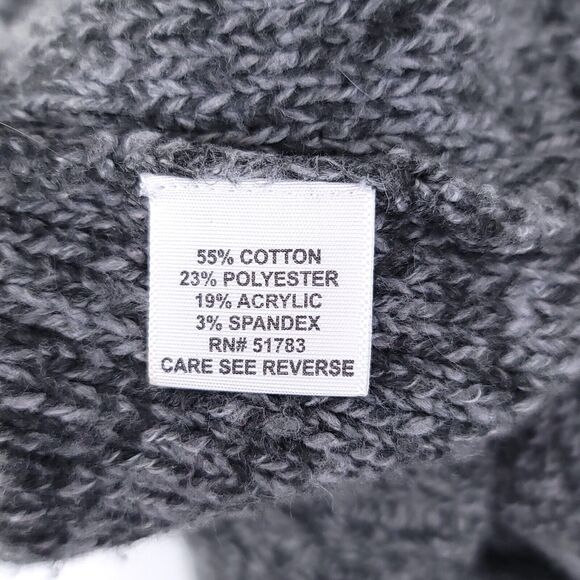 55% COTTON
23% POLYESTER
19% ACRYLIC
3% SPANDEX
RN# 51783
CARE SEE REVERSE